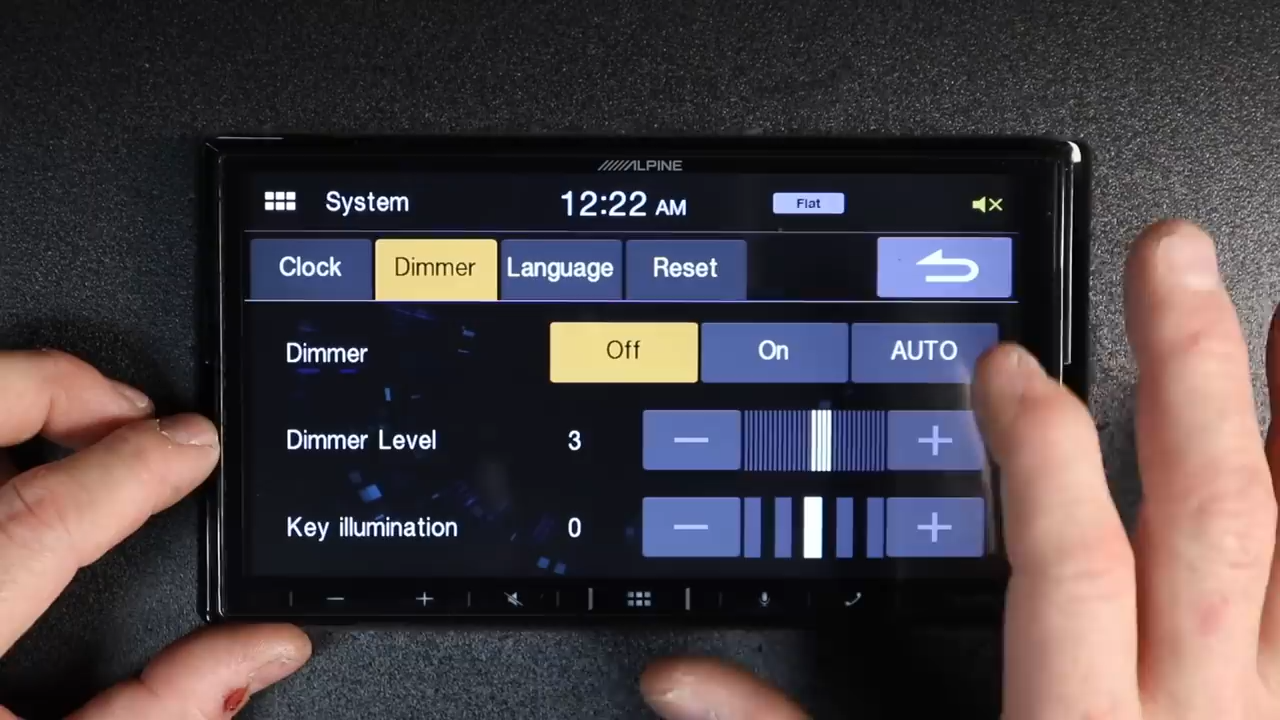 ALPINE
System 12:22 AM Flat
Clock Dimmer Language Reset
Dimmer Off On AUTO
Dimmer Level 3 — +
Key illumination 0 — +
— +